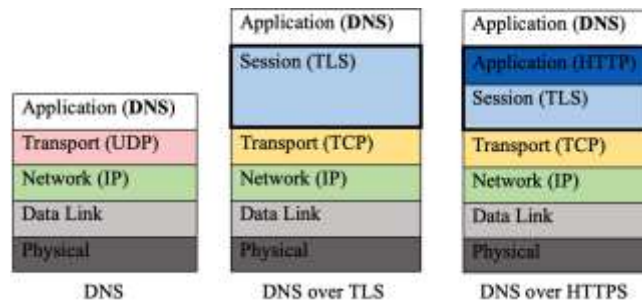 Application (DNS)
Transport (UDP)
Network (IP)
Data Link
Physical
DNS
Application (DNS)
Session (TLS)
Transport (TCP)
Network (IP)
Data Link
Physical
DNS over TLS
Application (DNS)
Application (HTTP)
Session (TLS)
Transport (TCP)
Network (IP)
Data Link
Physical
DNS over HTTPS